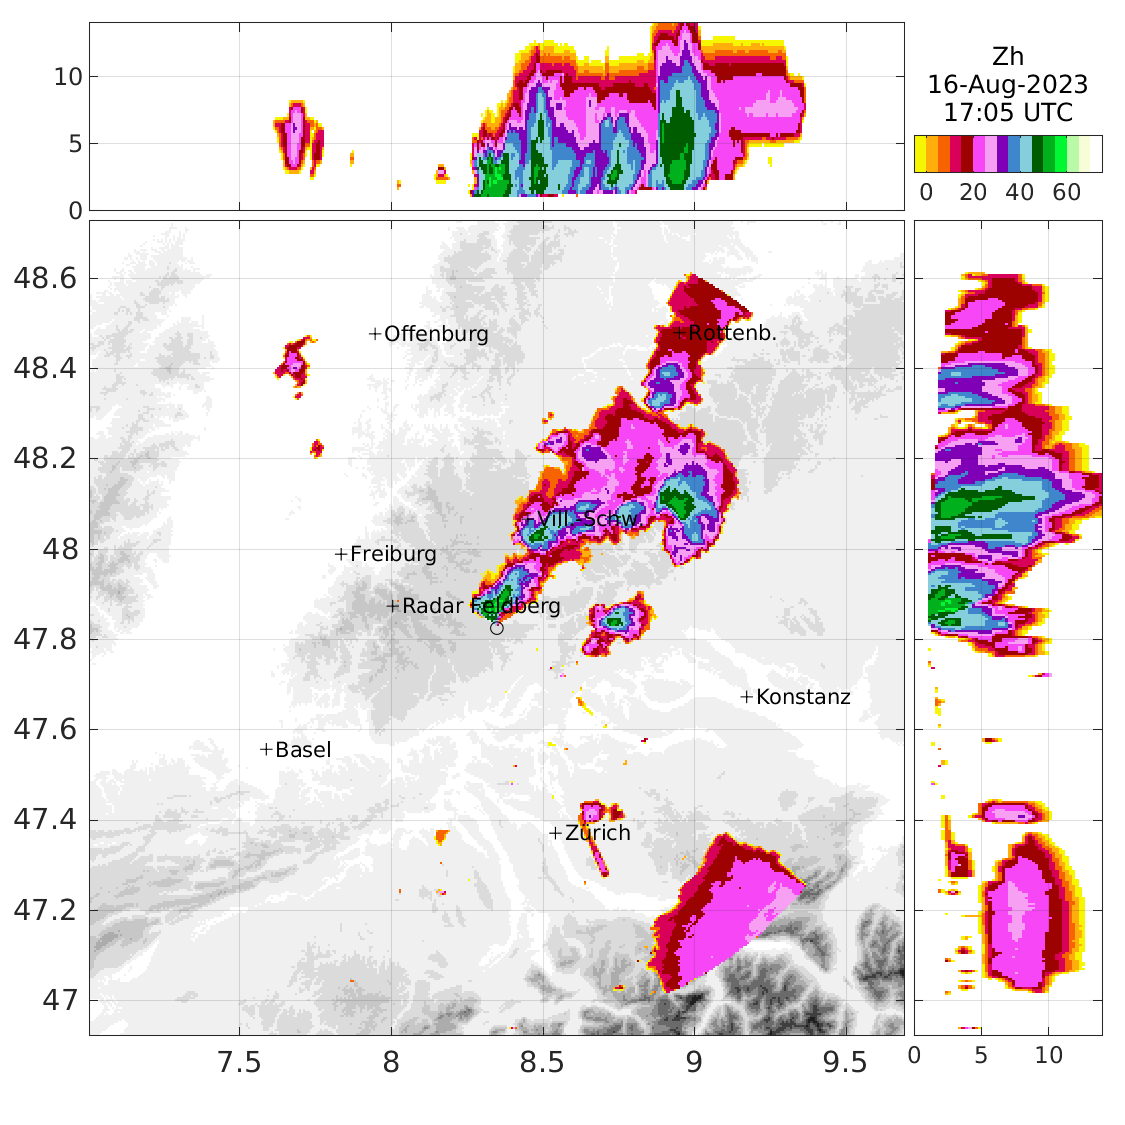 10
5
0
Zh
16-Aug-2023
17:05 UTC
0 20 40 60
48.6
48.4
48.2
48
47.8
47.6
47.4
47.2
47
+Offenburg
+Rottenb.
+Vill.-Schw.
+Freiburg
+Radar Feldberg
+Konstanz
+Basel
+Zürich
7.5 8 8.5 9 9.5
0 5 10